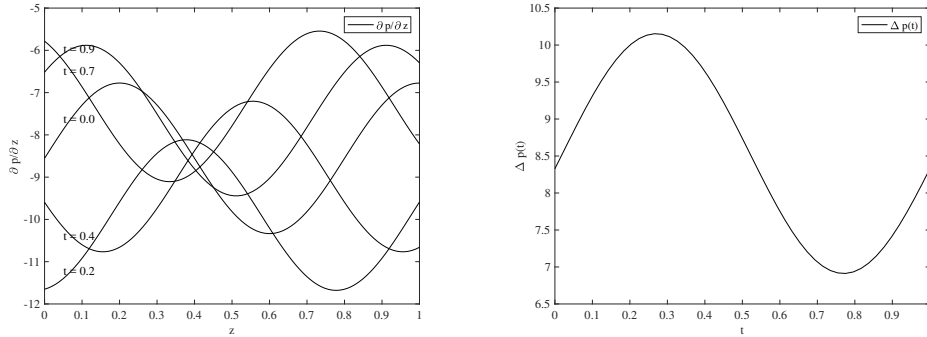 -5
-6
-7
-8
-9
-10
-11
-12
∂ p/∂ z
t = 0.9
t = 0.7
t = 0.0
t = 0.4
t = 0.2
∂ p/∂ z
0 0.1 0.2 0.3 0.4 0.5 0.6 0.7 0.8 0.9 1
z
10.5
10
9.5
9
8.5
8
7.5
7
6.5
Δ p(t)
Δ p(t)
0 0.1 0.2 0.3 0.4 0.5 0.6 0.7 0.8 0.9
t